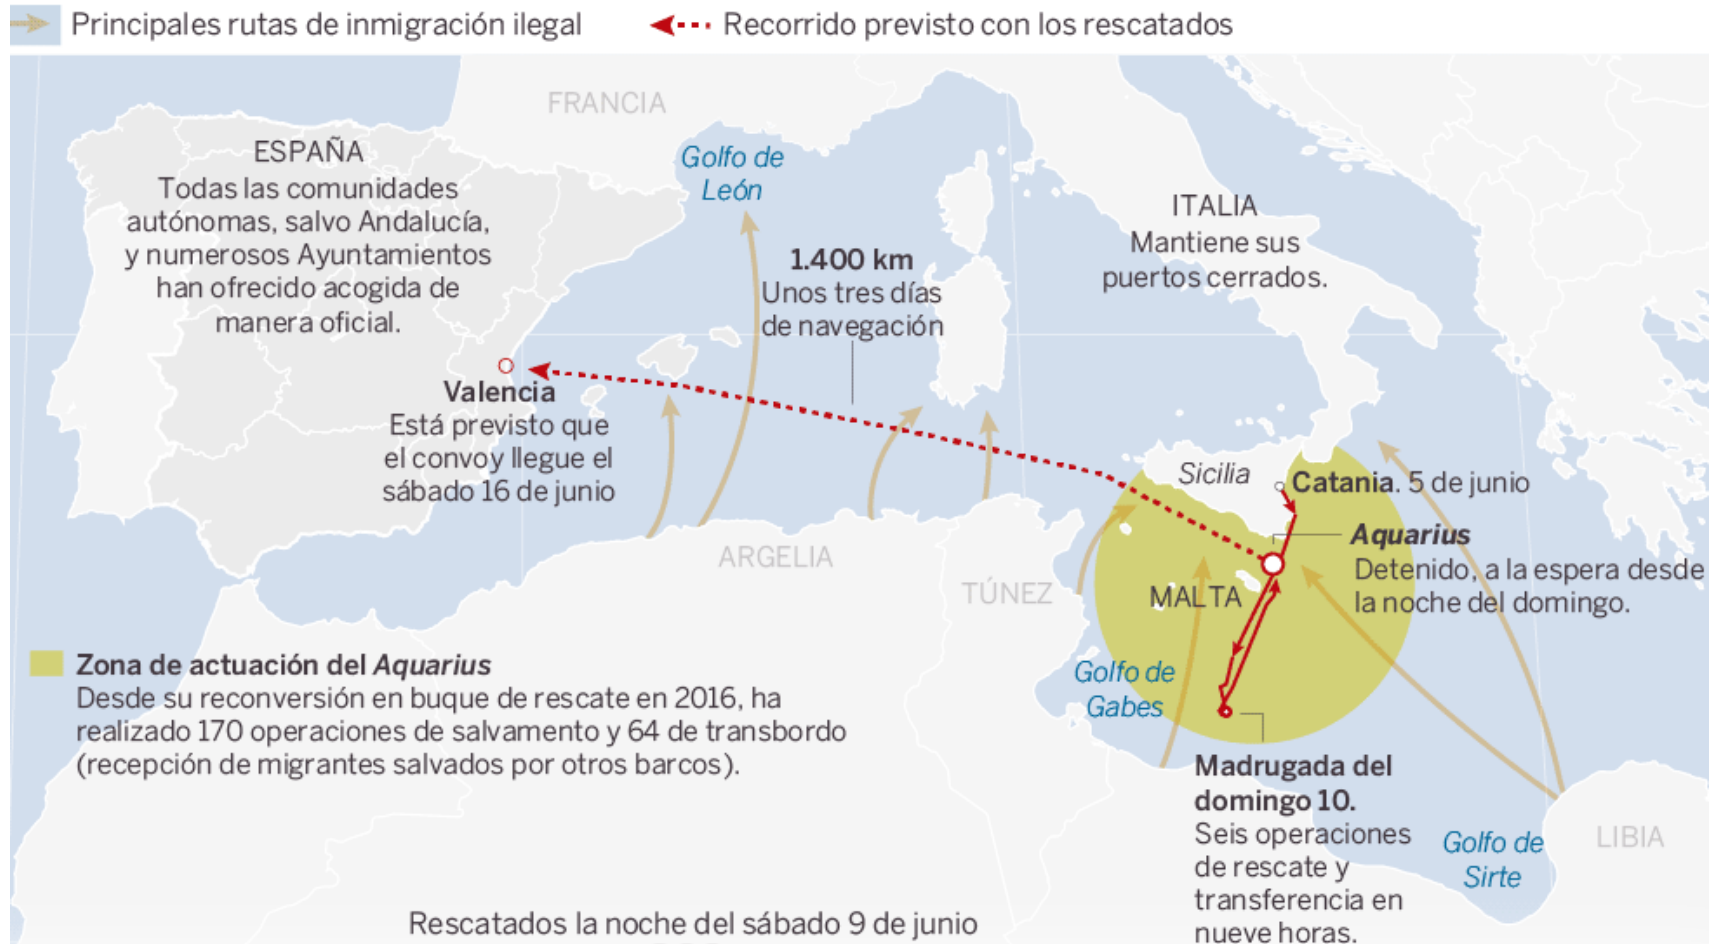 Principales rutas de inmigración ilegal
Recorrido previsto con los rescatados
FRANCIA
ESPAÑA
Todas las comunidades
autónomas, salvo Andalucía,
y numerosos Ayuntamientos
han ofrecido acogida de
manera oficial.
Golfo de
León
1.400 km
Unos tres días
de navegación
ITALIA
Mantiene sus
puertos cerrados.
Valencia
Está previsto que
el convoy llegue el
sábado 16 de junio
Sicilia
Catania. 5 de junio
Aquarius
Detenido, a la espera desde
la noche del domingo.
ARGELIA
TÚNEZ
MALTA
Golfo de
Gabes
Zona de actuación del Aquarius
Desde su reconversión en buque de rescate en 2016, ha
realizado 170 operaciones de salvamento y 64 de transbordo
(recepción de migrantes salvados por otros barcos).
Madrugada del
domingo 10.
Seis operaciones
de rescate y
transferencia en
nueve horas.
Golfo de
Sirte
LIBIA
Rescatados la noche del sábado 9 de junio